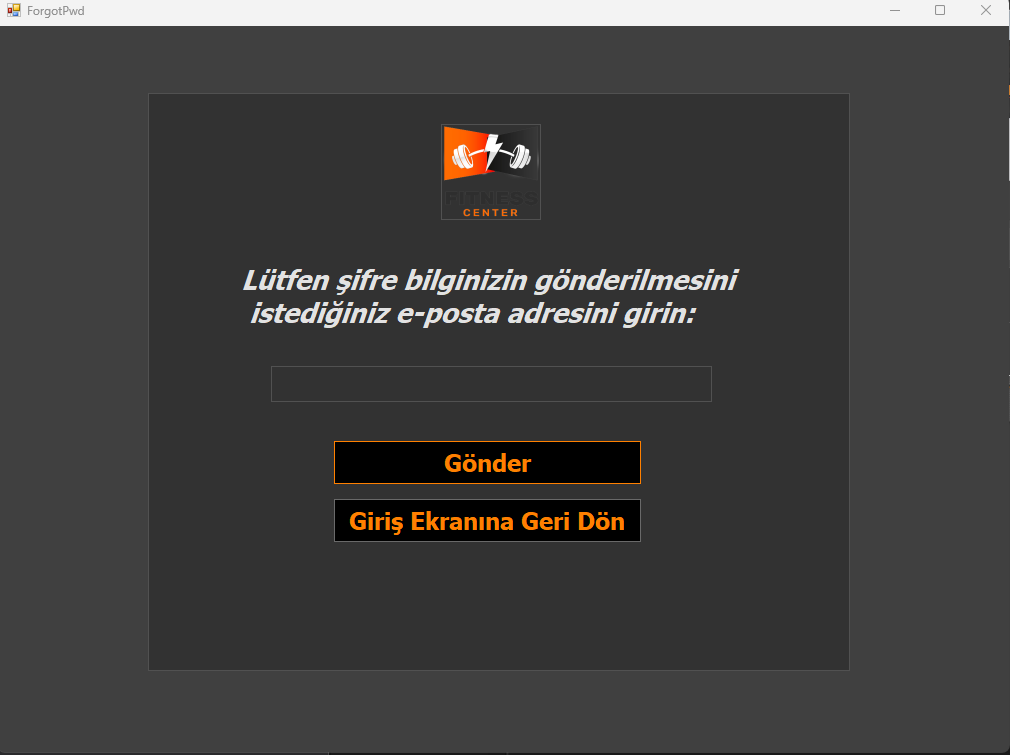 ForgotPwd
FITNESS
CENTER
Lütfen şifre bilginizin gönderilmesini
istediğiniz e-posta adresini girin:
Gönder
Giriş Ekranına Geri Dön